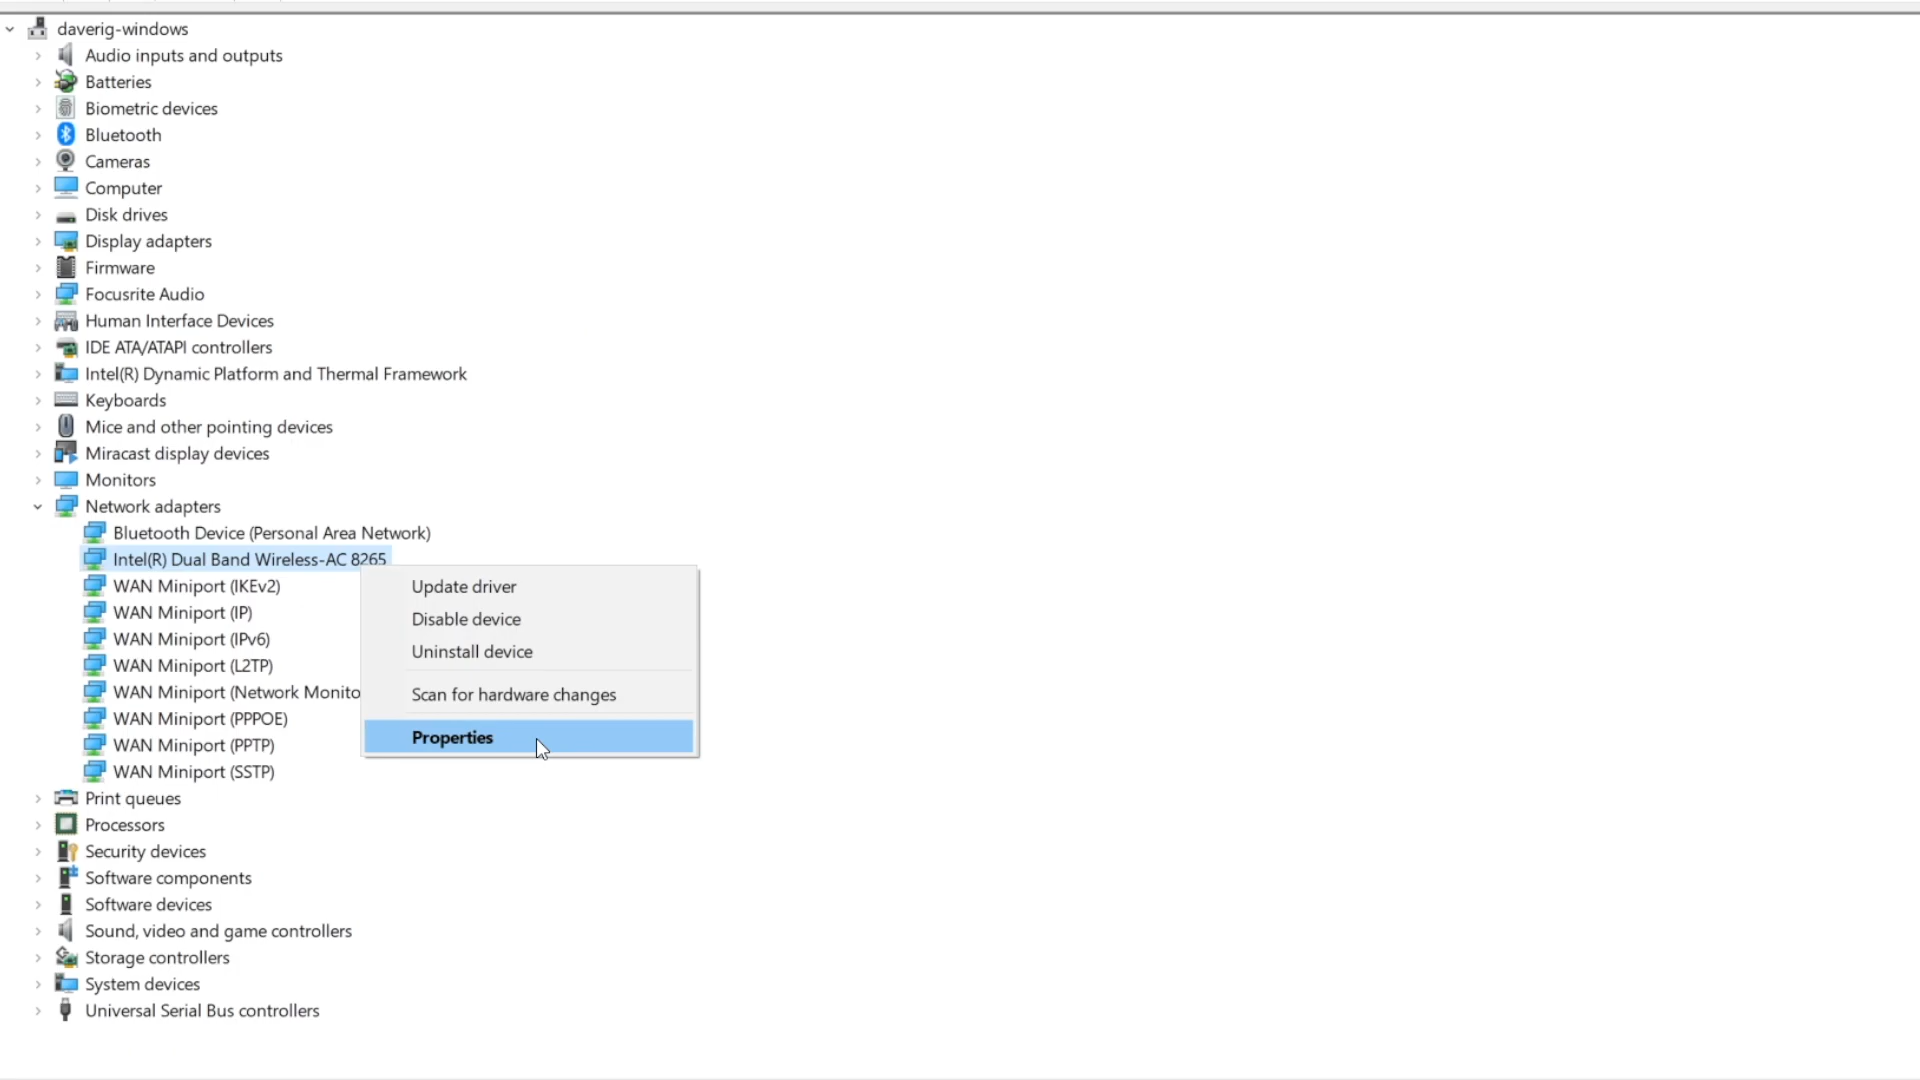 daverig-windows
Audio inputs and outputs
Batteries
Biometric devices
Bluetooth
Cameras
Computer
Disk drives
Display adapters
Firmware
Focusrite Audio
Human Interface Devices
IDE ATA/ATAPI controllers
Intel(R) Dynamic Platform and Thermal Framework
Keyboards
Mice and other pointing devices
Miracast display devices
Monitors
Network adapters
Bluetooth Device (Personal Area Network)
Intel(R) Dual Band Wireless-AC 8265
WAN Miniport (IKEv2)
WAN Miniport (IP)
WAN Miniport (IPv6)
WAN Miniport (L2TP)
WAN Miniport (Network Monito
WAN Miniport (PPPOE)
WAN Miniport (PPTP)
WAN Miniport (SSTP)
Update driver
Disable device
Uninstall device
Scan for hardware changes
Properties
Print queues
Processors
Security devices
Software components
Software devices
Sound, video and game controllers
Storage controllers
System devices
Universal Serial Bus controllers